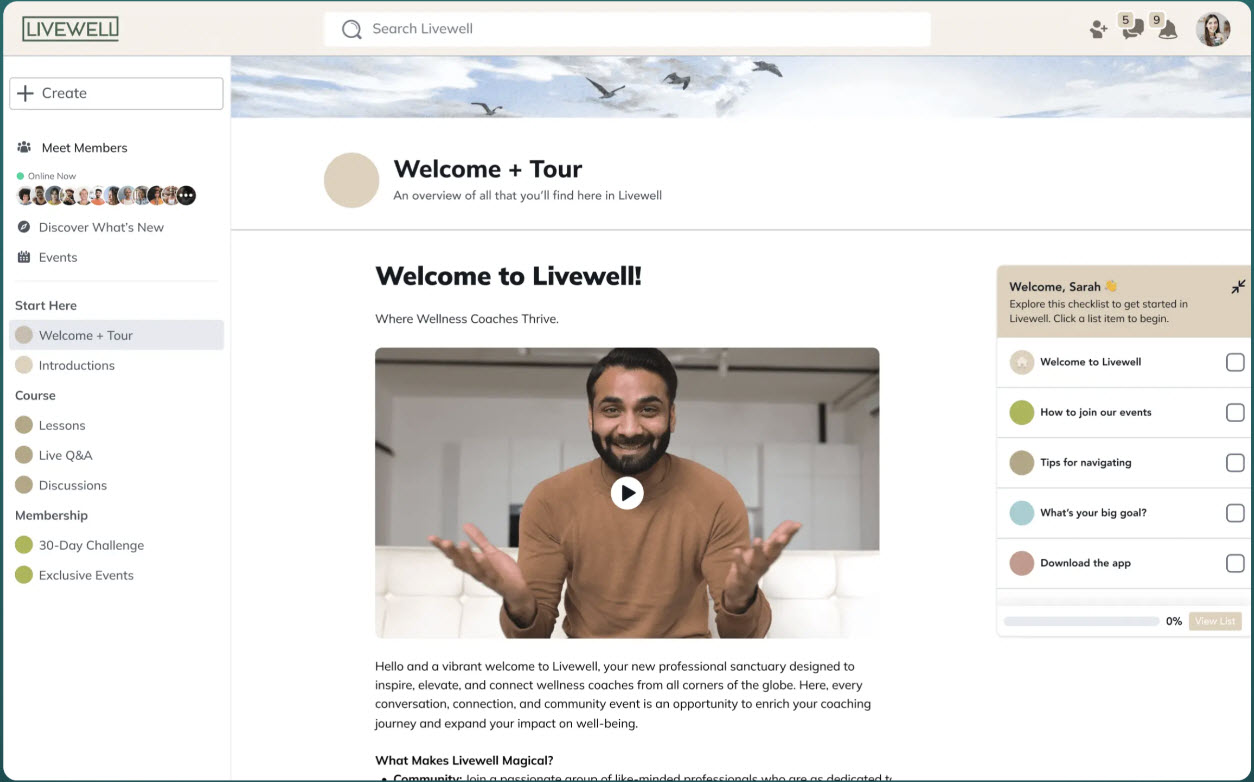 LIVEWELL
Search Livewell
5
9
Create
Meet Members
Online Now
Discover What's New
Events
Start Here
Welcome + Tour
Introductions
Course
Lessons
Live Q&A
Discussions
Membership
30-Day Challenge
Exclusive Events
Welcome + Tour
An overview of all that you'll find here in Livewell
Welcome to Livewell!
Where Wellness Coaches Thrive.
Hello and a vibrant welcome to Livewell, your new professional sanctuary designed to
inspire, elevate, and connect wellness coaches from all corners of the globe. Here, every
conversation, connection, and community event is an opportunity to enrich your coaching
journey and expand your impact on well-being.
What Makes Livewell Magical?
• Community: Join a passionate group of like-minded professionals who are as dedicated t
Welcome, Sarah 👋
Explore this checklist to get started in
Livewell. Click a list item to begin.
Welcome to Livewell
How to join our events
Tips for navigating
What's your big goal?
Download the app
0%
View List